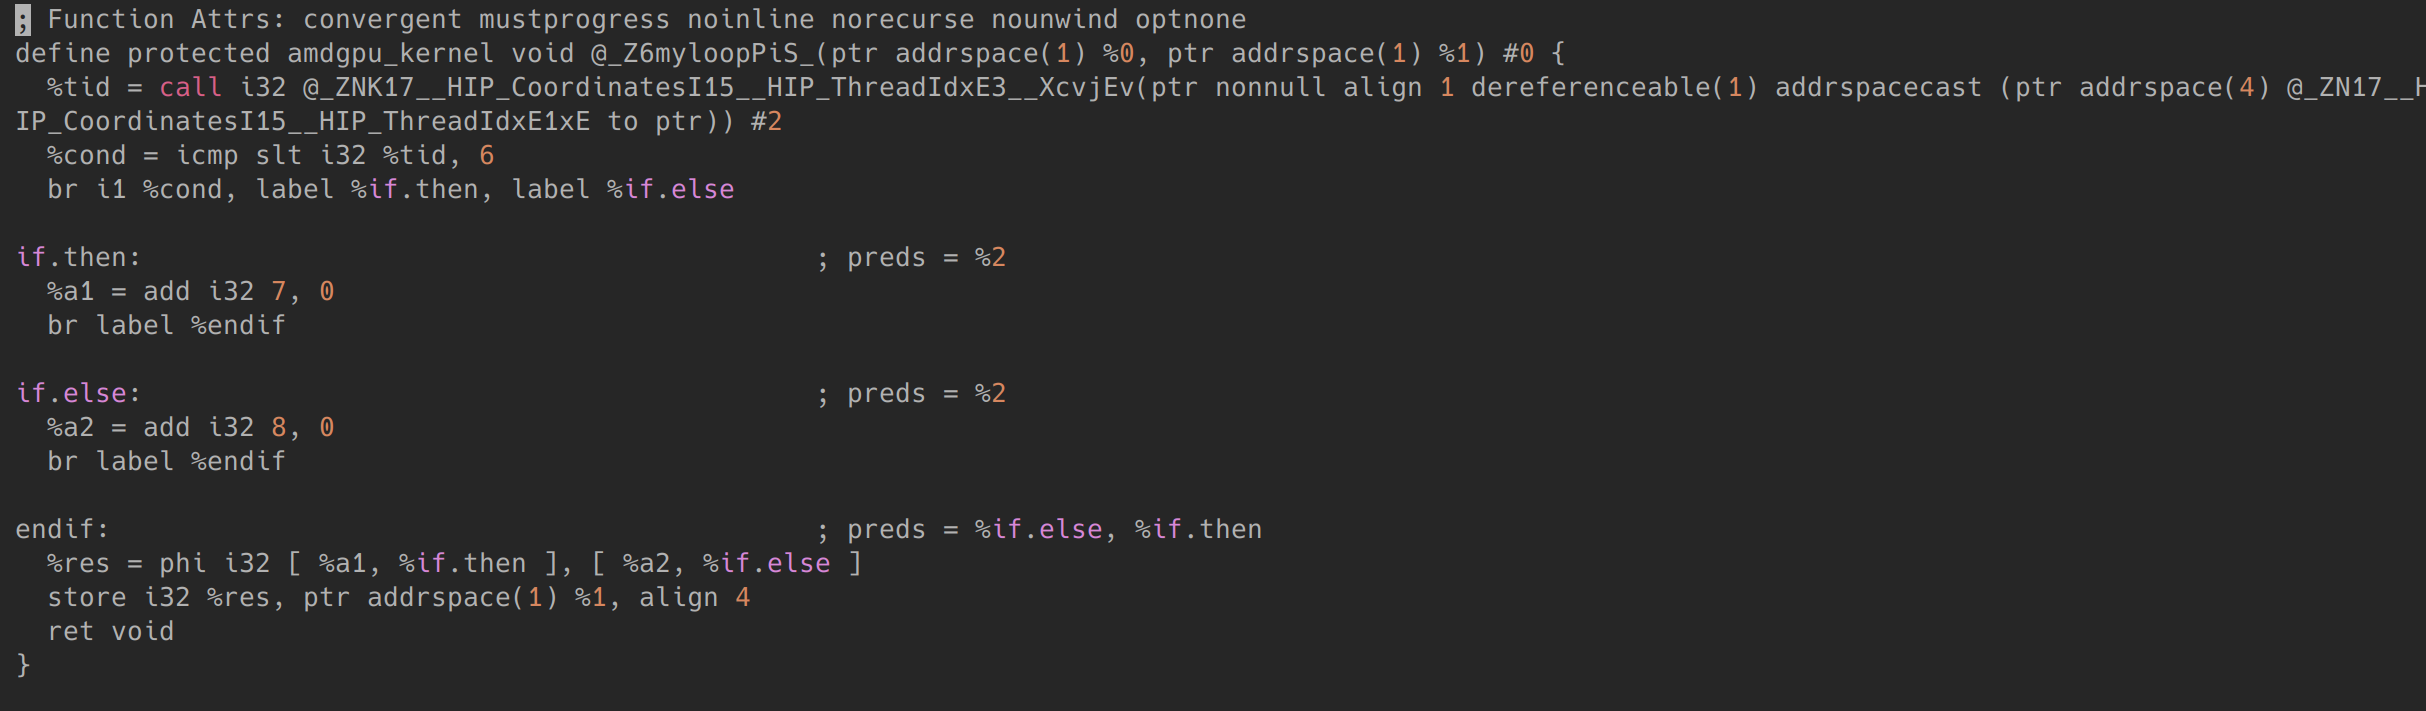 ; Function Attrs: convergent mustprogress noinline norecurse nounwind optnone
define protected amdgpu_kernel void @_Z6myloopPiS_(ptr addrspace(1) %0, ptr addrspace(1) %1) #0 {
  %tid = call i32 @_ZNK17__HIP_CoordinatesI15__HIP_ThreadIdxE3__XcvjEv(ptr nonnull align 1 dereferenceable(1) addrspacecast (ptr addrspace(4) @_ZN17__H
IP_CoordinatesI15__HIP_ThreadIdxE1xE to ptr)) #2
  %cond = icmp slt i32 %tid, 6
  br i1 %cond, label %if.then, label %if.else
if.then:                                          ; preds = %2
  %a1 = add i32 7, 0
  br label %endif
if.else:                                          ; preds = %2
  %a2 = add i32 8, 0
  br label %endif
endif:                                            ; preds = %if.else, %if.then
  %res = phi i32 [ %a1, %if.then ], [ %a2, %if.else ]
  store i32 %res, ptr addrspace(1) %1, align 4
  ret void
}